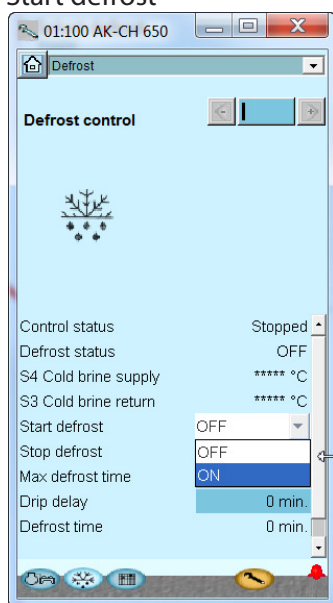 Start defrost
01:100 AK-CH 650
Defrost
Defrost control
Control status Stopped
Defrost status OFF
S4 Cold brine supply ***** °C
S3 Cold brine return ***** °C
Start defrost OFF
Stop defrost OFF
Max defrost time ON
Drip delay 0 min.
Defrost time 0 min.